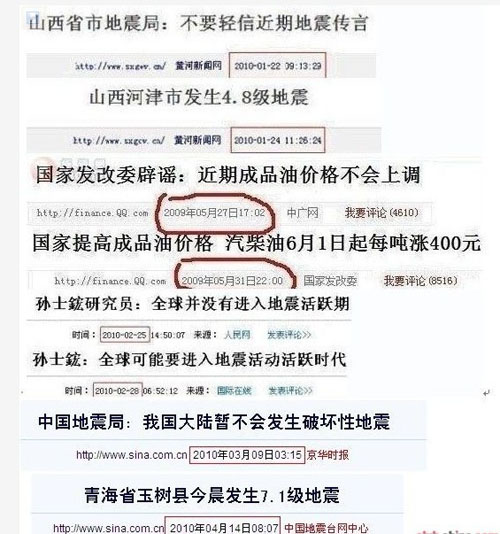 山西省市地震局：不要轻信近期地震传言
http://www.sxgcv.cn/ 黄河新闻网 2010-01-22 09:13:29
山西河津市发生4.8级地震
http://www.sxgcv.cn/ 黄河新闻网 2010-01-24 11:26:24
国家发改委辟谣：近期成品油价格不会上调
http://finance.QQ.com 2009年05月27日17:02 中广网 我要评论(4610)
国家提高成品油价格 汽柴油6月1日起每吨涨400元
http://finance.QQ.com 2009年05月31日22:00 国家发改委 我要评论(8516)
孙士鋐研究员：全球并没有进入地震活跃期
时间：2010-02-25 14:50:07 来源：人民网 发表评论>>
孙士鋐：全球可能要进入地震活动活跃时代
时间：2010-02-28 06:52:12 来源：国际在线 发表评论>>
中国地震局：我国大陆暂不会发生破坏性地震
http://www.sina.com.cn 2010年03月09日03:15 京华时报
青海省玉树县今晨发生7.1级地震
http://www.sina.com.cn 2010年04月14日08:07 中国地震台网中心